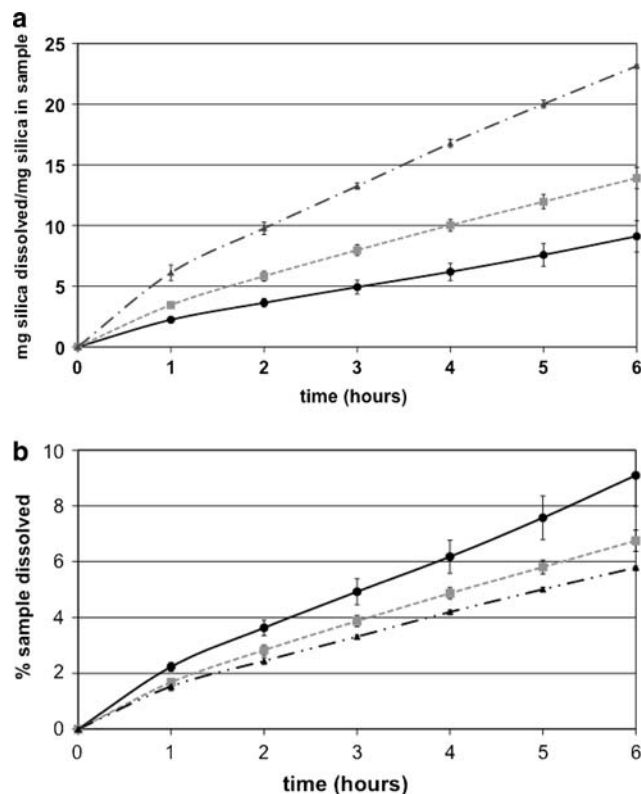 a
25
20
15
10
5
0
mg silica dissolved/mg silica in sample
0 1 2 3 4 5 6
time (hours)
b
10
8
6
4
2
0
% sample dissolved
0 1 2 3 4 5 6
time (hours)